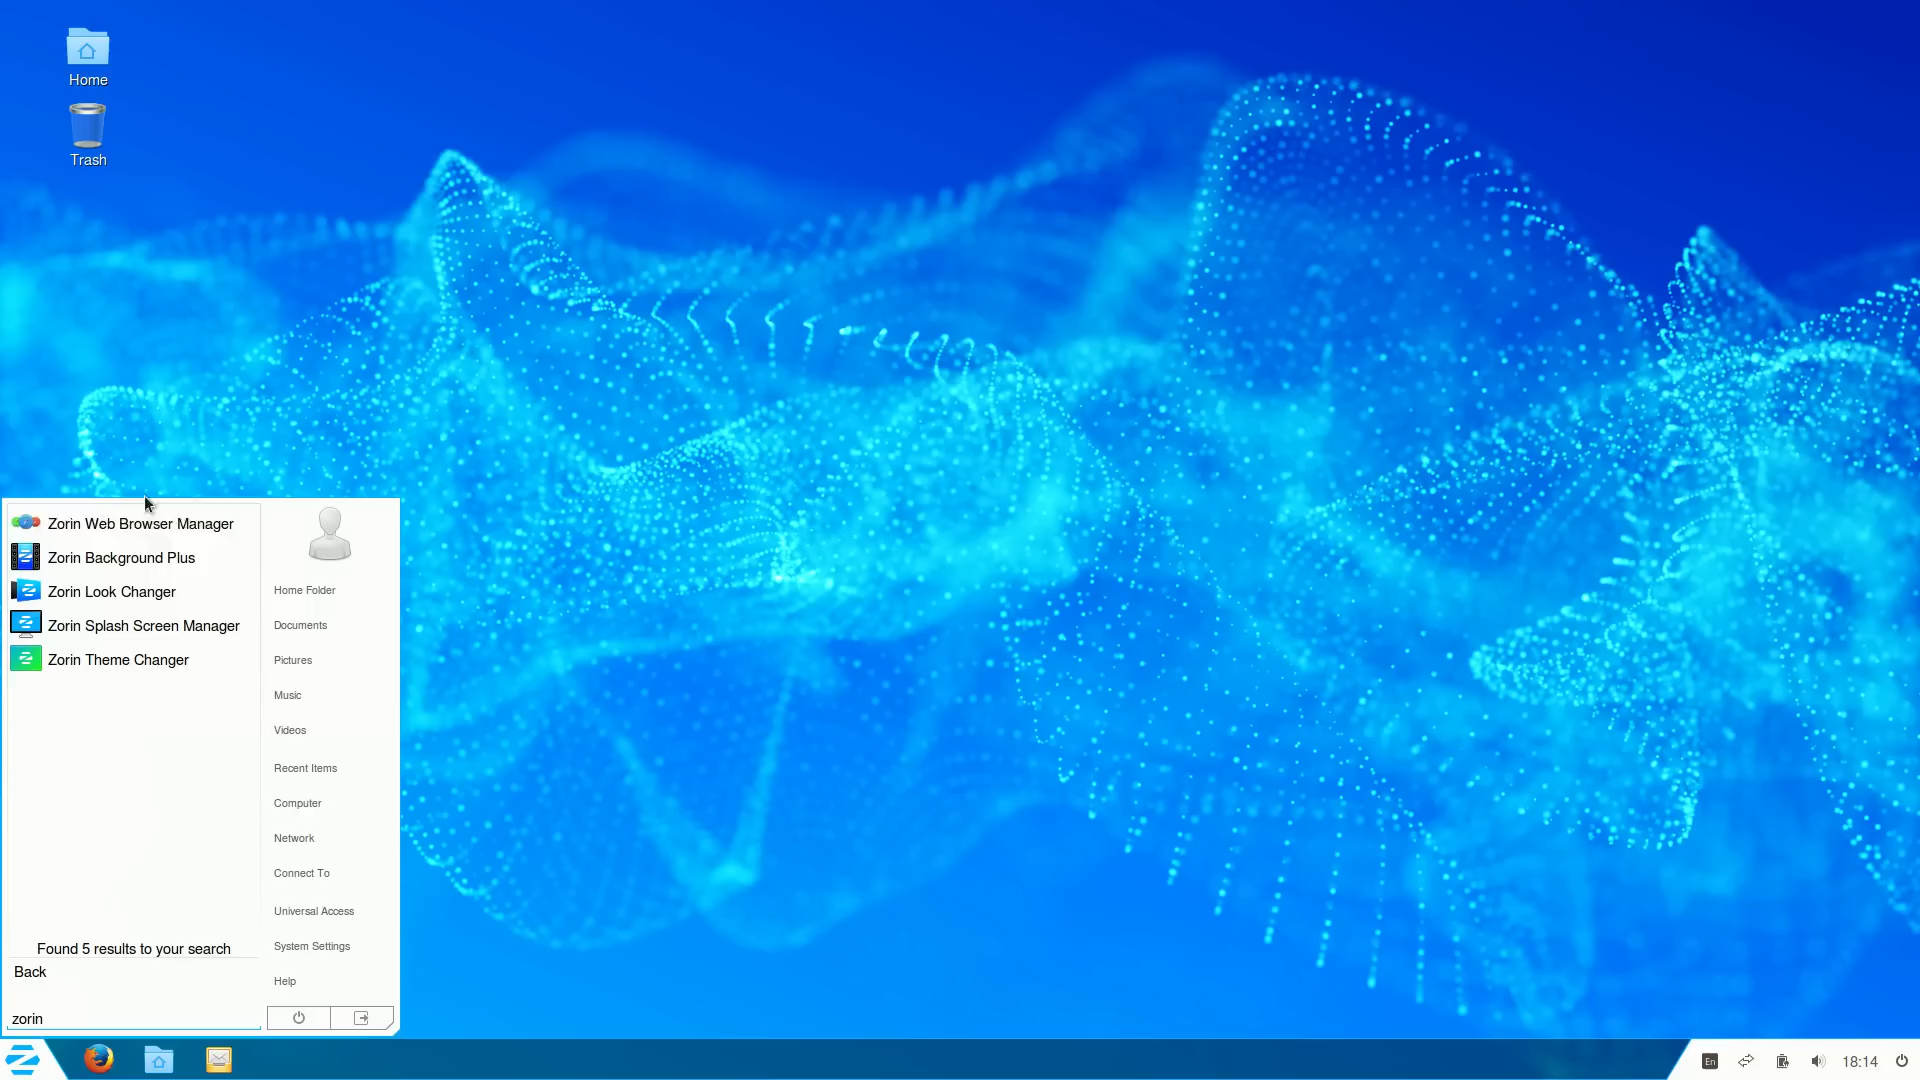 Home
Trash
Zorin Web Browser Manager
Zorin Background Plus
Zorin Look Changer
Zorin Splash Screen Manager
Zorin Theme Changer
Found 5 results to your search
Back
zorin
Home Folder
Documents
Pictures
Music
Videos
Recent Items
Computer
Network
Connect To
Universal Access
System Settings
Help
En
18:14